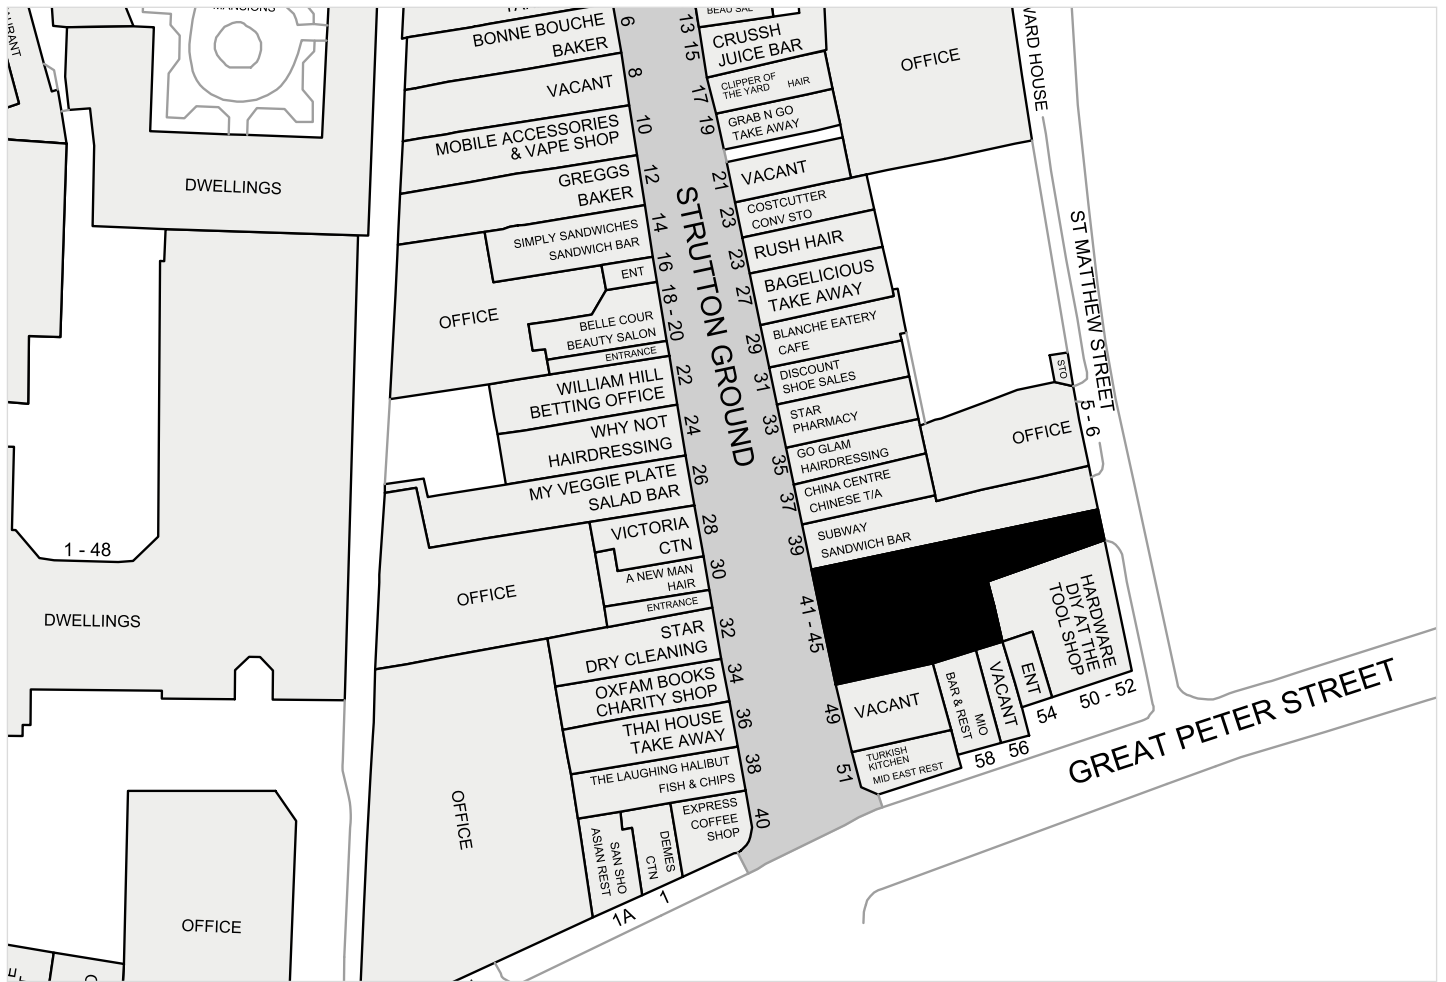 MANSIONS
DWELLINGS
1 - 48
DWELLINGS
OFFICE
BONNE BOUCHE
BAKER
6
VACANT
8
MOBILE ACCESSORIES
& VAPE SHOP
10
GREGGS
BAKER
12
SIMPLY SANDWICHES
SANDWICH BAR
14
ENT
16
OFFICE
BELLE COUR
BEAUTY SALON
18 - 20
ENTRANCE
WILLIAM HILL
BETTING OFFICE
22
WHY NOT
HAIRDRESSING
24
MY VEGGIE PLATE
SALAD BAR
26
VICTORIA
CTN
28
OFFICE
A NEW MAN
HAIR
30
ENTRANCE
STAR
DRY CLEANING
32
OXFAM BOOKS
CHARITY SHOP
34
THAI HOUSE
TAKE AWAY
36
THE LAUGHING HALIBUT
FISH & CHIPS
38
EXPRESS
COFFEE
SHOP
40
OFFICE
SAN SHO
ASIAN REST
1A
DEMES
CTN
1
STRUTTON GROUND
BEAU SAL
13
CRUSSH
JUICE BAR
15
CLIPPER OF
THE YARD HAIR
17
GRAB N GO
TAKE AWAY
19
VACANT
21
COSTCUTTER
CONV STO
23
RUSH HAIR
23
BAGELICIOUS
TAKE AWAY
27
BLANCHE EATERY
CAFE
29
DISCOUNT
SHOE SALES
31
STAR
PHARMACY
33
GO GLAM
HAIRDRESSING
35
CHINA CENTRE
CHINESE T/A
37
SUBWAY
SANDWICH BAR
39
41 - 45
VACANT
49
TURKISH
KITCHEN
MID EAST REST
51
MIO
BAR & REST
58
VACANT
56
ENT
54
HARDWARE
DIY AT THE
TOOL SHOP
50 - 52
OFFICE
WARD HOUSE
ST MATTHEW STREET
STO
OFFICE
5 - 6
GREAT PETER STREET